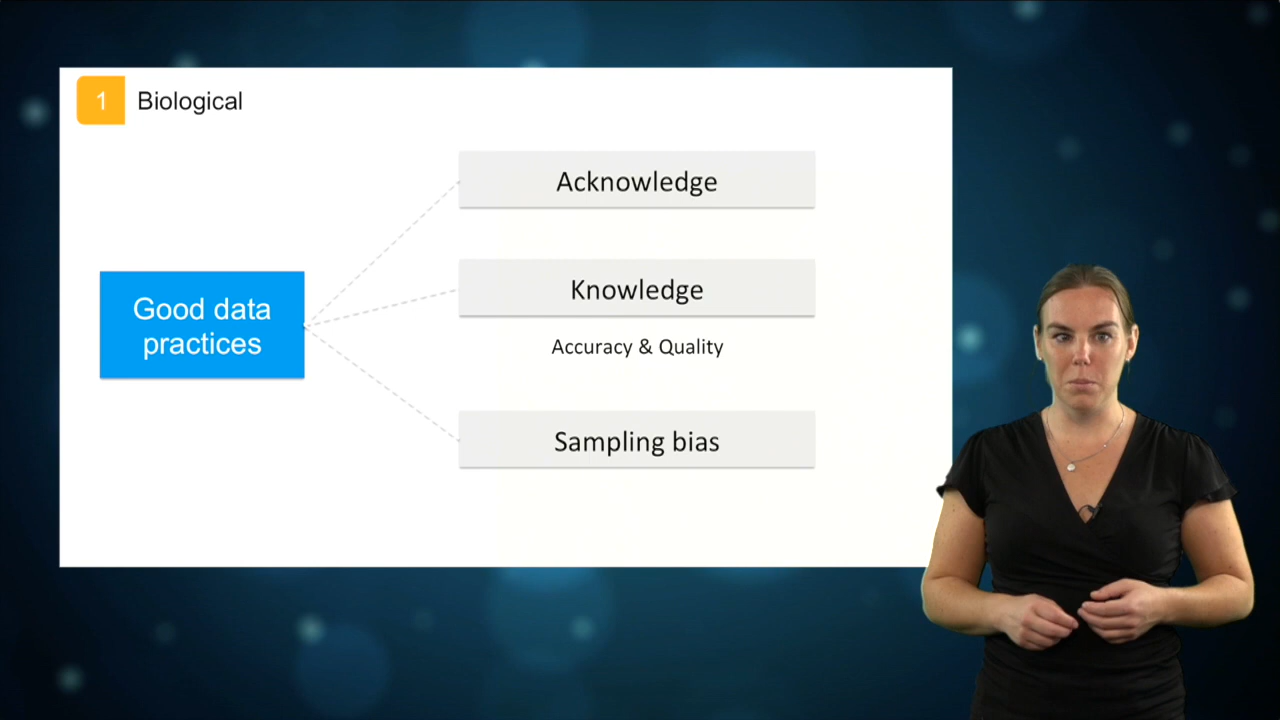 1 Biological
Acknowledge
Good data
practices
Knowledge
Accuracy & Quality
Sampling bias